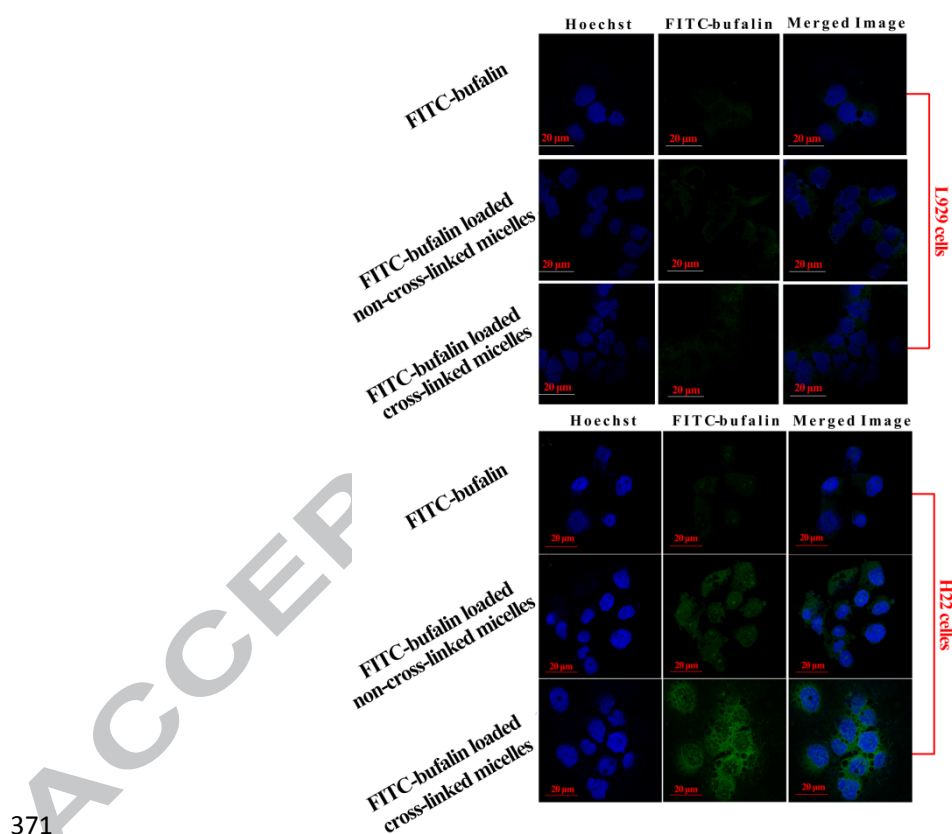 Hoechst FITC-bufalin Merged Image
FITC-bufalin
20 μm 20 μm 20 μm
FITC-bufalin loaded
non-cross-linked micelles
20 μm 20 μm 20 μm
L929 cells
FITC-bufalin loaded
cross-linked micelles
20 μm 20 μm 20 μm
Hoechst FITC-bufalin Merged Image
FITC-bufalin
20 μm 20 μm 20 μm
FITC-bufalin loaded
non-cross-linked micelles
20 μm 20 μm 20 μm
H22 celles
FITC-bufalin loaded
cross-linked micelles
20 μm 20 μm 20 μm
ACCEP
371